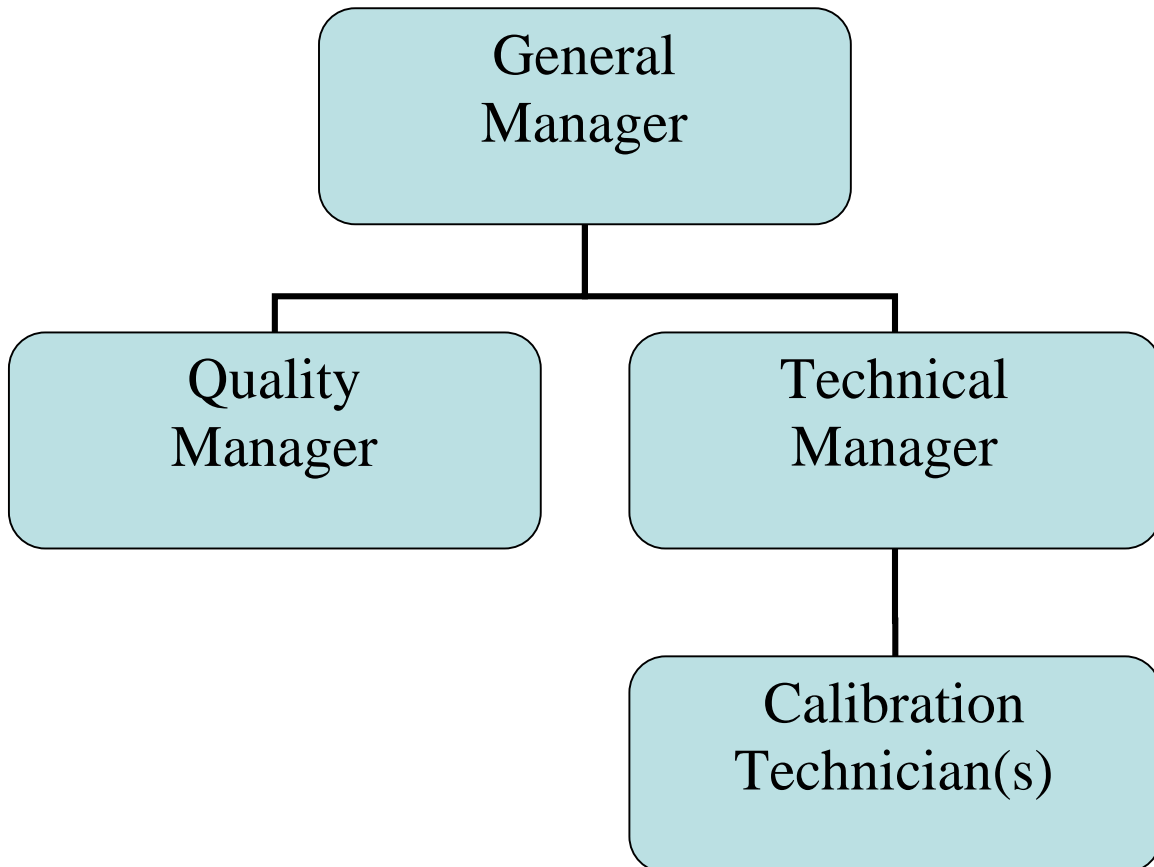 General
Manager
Quality
Manager
Technical
Manager
Calibration
Technician(s)